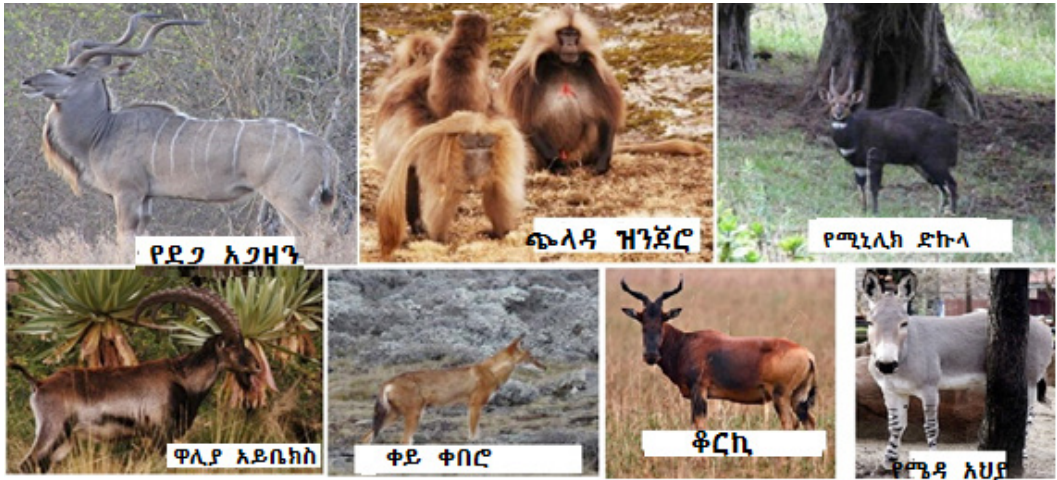 የደጋ አጋዘን
ጭላዳ ዝንጀሮ
የሚኒሊክ ድኩላ
ዋሊያ አይቤክስ
ቀይ ቀበሮ
ቆርኪ
የሜዳ አህያ